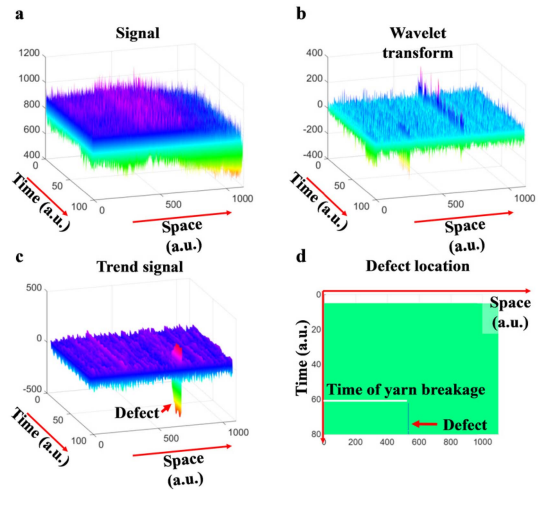 a
Signal
1200
1000
800
600
400
0
50
100
0
500
1000
Time (a.u.)
Space
(a.u.)
b
Wavelet
transform
400
200
0
-200
-400
0
50
100
0
500
1000
Time (a.u.)
Space
(a.u.)
c
Trend signal
500
0
-500
0
50
100
0
500
1000
Defect
Time (a.u.)
Space
(a.u.)
d
Defect location
Space
(a.u.)
0
20
40
60
80
Time (a.u.)
Time of yarn breakage
Defect
0 200 400 600 800 1000